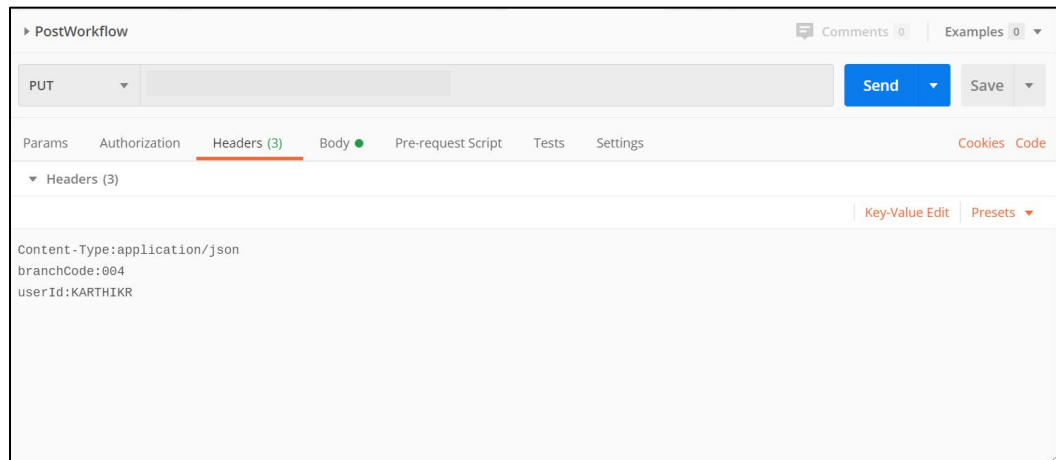 PostWorkflow
Comments 0 Examples 0
PUT Send Save
Params Authorization Headers (3) Body Pre-request Script Tests Settings Cookies Code
Headers (3)
Key-Value Edit Presets
Content-Type:application/json
branchCode:004
userId:KARTHIKR